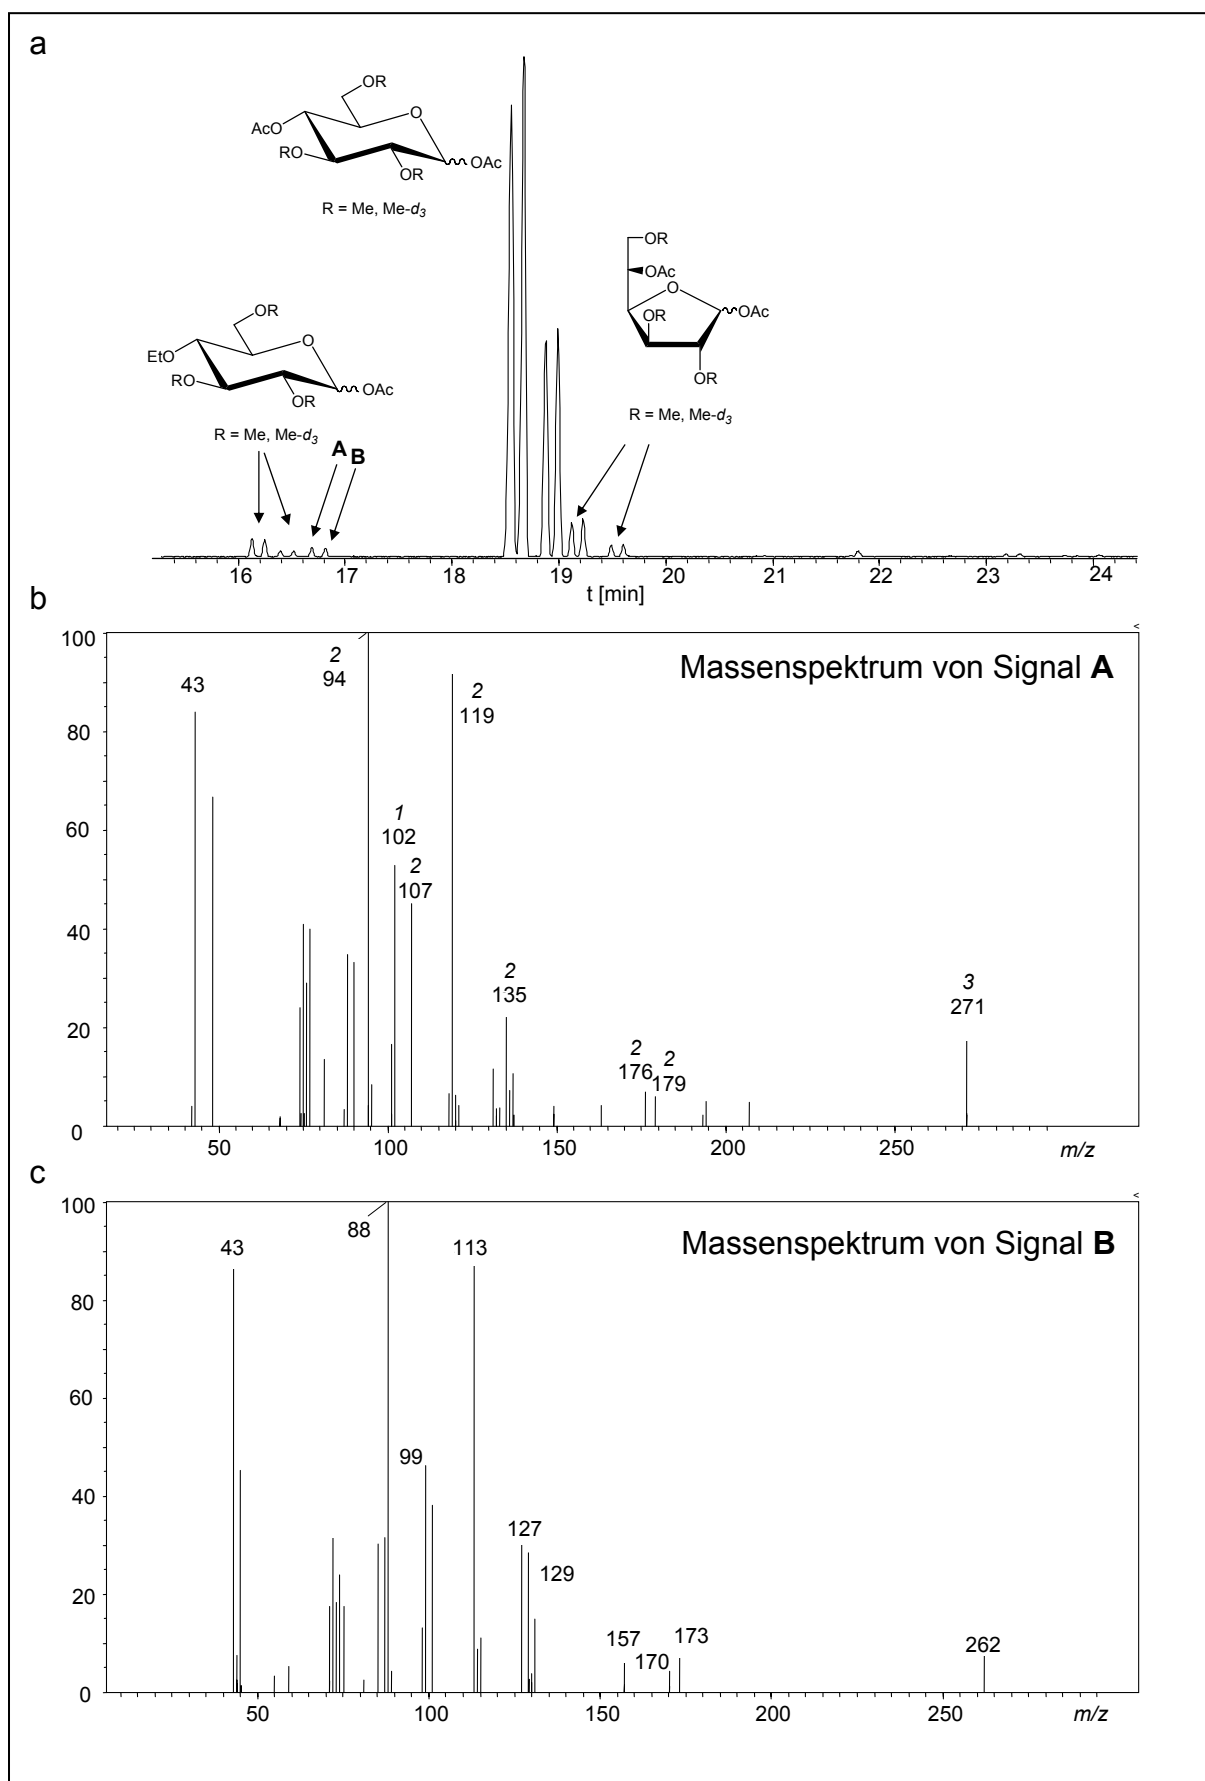 a
OR
O
AcO
RO
OR
OAc
R = Me, Me-d3
OR
OAc
O
OR
OAc
OR
R = Me, Me-d3
OR
O
EtO
RO
OR
OAc
R = Me, Me-d3
A B
16 17 18 19 20 21 22 23 24
t [min]
b
<
Massenspektrum von Signal A
100
80
60
40
20
0
43
2
94
2
119
1
102
2
107
2
135
2
176
2
179
3
271
50 100 150 200 250 m/z
c
<
Massenspektrum von Signal B
100
80
60
40
20
0
43
88
113
99
127
129
157
170
173
262
50 100 150 200 250 m/z